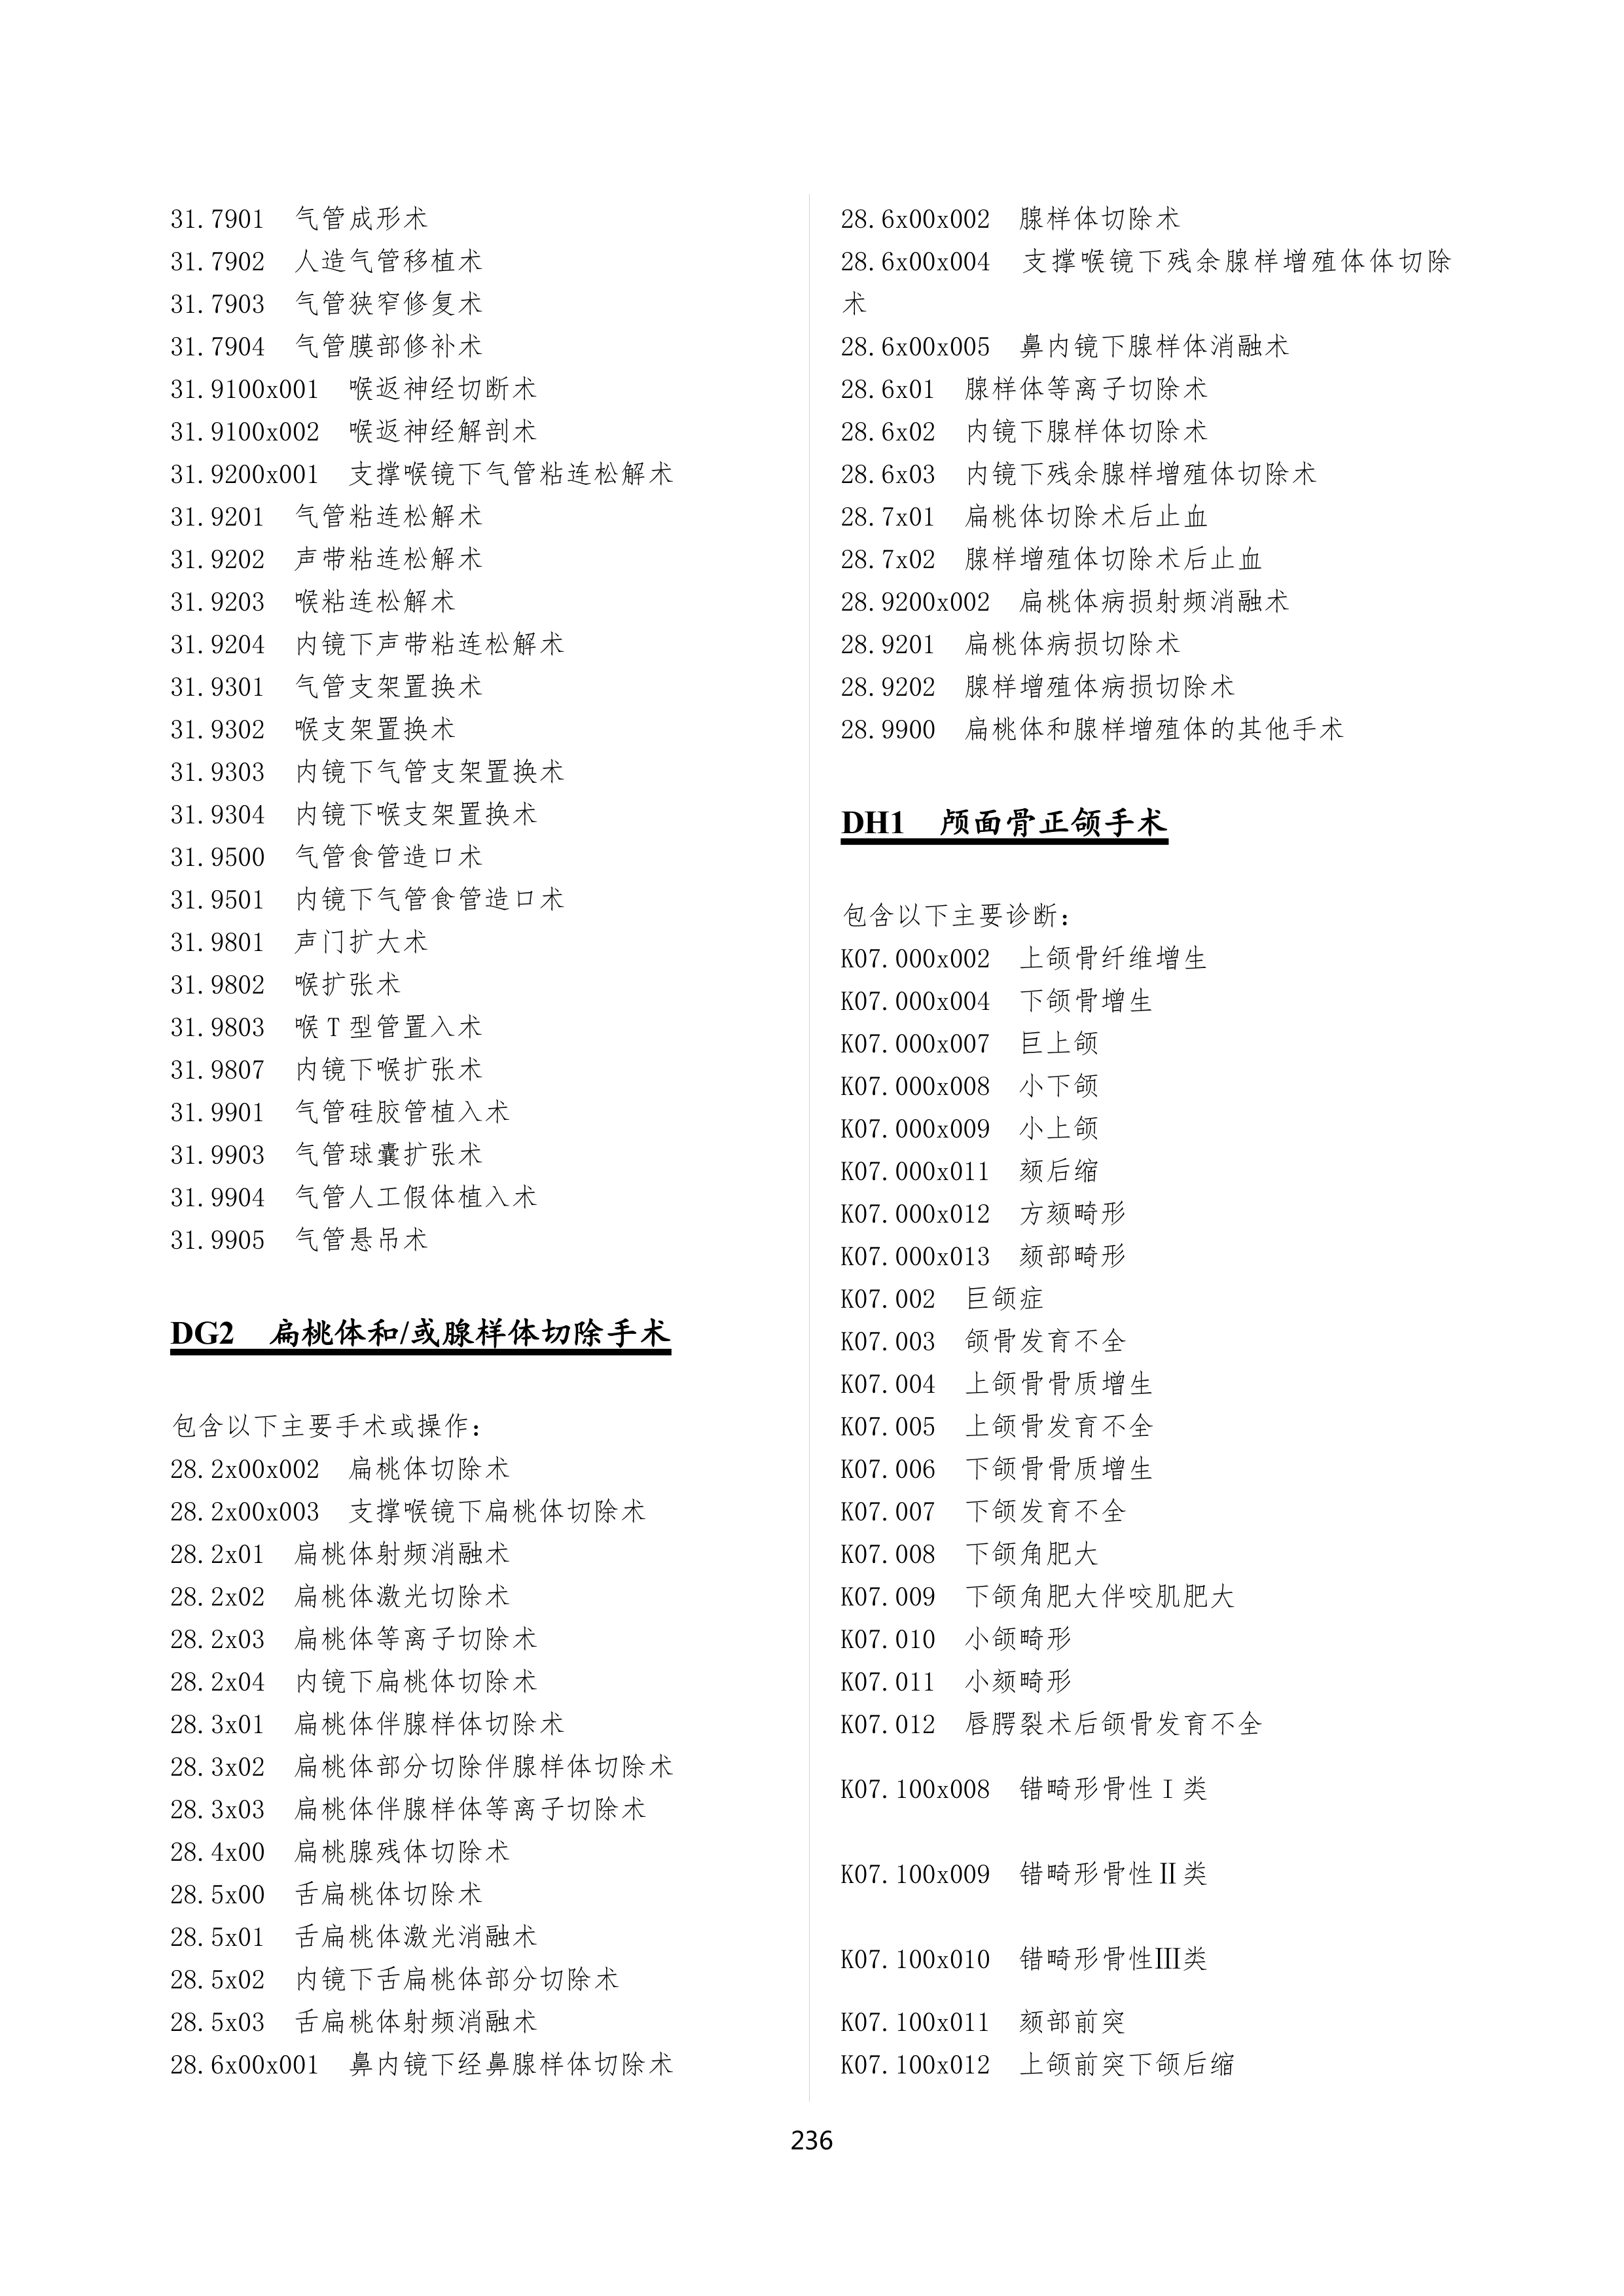 31.7901 气管成形术
31.7902 人造气管移植术
31.7903 气管狭窄修复术
31.7904 气管膜部修补术
31.9100x001 喉返神经切断术
31.9100x002 喉返神经解剖术
31.9200x001 支撑喉镜下气管粘连松解术
31.9201 气管粘连松解术
31.9202 声带粘连松解术
31.9203 喉粘连松解术
31.9204 内镜下声带粘连松解术
31.9301 气管支架置换术
31.9302 喉支架置换术
31.9303 内镜下气管支架置换术
31.9304 内镜下喉支架置换术
31.9500 气管食管造口术
31.9501 内镜下气管食管造口术
31.9801 声门扩大术
31.9802 喉扩张术
31.9803 喉T型管置入术
31.9807 内镜下喉扩张术
31.9901 气管硅胶管植入术
31.9903 气管球囊扩张术
31.9904 气管人工假体植入术
31.9905 气管悬吊术
DG2 扁桃体和/或腺样体切除手术
包含以下主要手术或操作：
28.2x00x002 扁桃体切除术
28.2x00x003 支撑喉镜下扁桃体切除术
28.2x01 扁桃体射频消融术
28.2x02 扁桃体激光切除术
28.2x03 扁桃体等离子切除术
28.2x04 内镜下扁桃体切除术
28.3x01 扁桃体伴腺样体切除术
28.3x02 扁桃体部分切除伴腺样体切除术
28.3x03 扁桃体伴腺样体等离子切除术
28.4x00 扁桃腺残体切除术
28.5x00 舌扁桃体切除术
28.5x01 舌扁桃体激光消融术
28.5x02 内镜下舌扁桃体部分切除术
28.5x03 舌扁桃体射频消融术
28.6x00x001 鼻内镜下经鼻腺样体切除术
28.6x00x002 腺样体切除术
28.6x00x004 支撑喉镜下残余腺样增殖体体切除
术
28.6x00x005 鼻内镜下腺样体消融术
28.6x01 腺样体等离子切除术
28.6x02 内镜下腺样体切除术
28.6x03 内镜下残余腺样增殖体切除术
28.7x01 扁桃体切除术后止血
28.7x02 腺样增殖体切除术后止血
28.9200x002 扁桃体病损射频消融术
28.9201 扁桃体病损切除术
28.9202 腺样增殖体病损切除术
28.9900 扁桃体和腺样增殖体的其他手术
DH1 颅面骨正颌手术
包含以下主要诊断：
K07.000x002 上颌骨纤维增生
K07.000x004 下颌骨增生
K07.000x007 巨上颌
K07.000x008 小下颌
K07.000x009 小上颌
K07.000x011 颏后缩
K07.000x012 方颏畸形
K07.000x013 颏部畸形
K07.002 巨颌症
K07.003 颌骨发育不全
K07.004 上颌骨骨质增生
K07.005 上颌骨发育不全
K07.006 下颌骨骨质增生
K07.007 下颌发育不全
K07.008 下颌角肥大
K07.009 下颌角肥大伴咬肌肥大
K07.010 小颌畸形
K07.011 小颏畸形
K07.012 唇腭裂术后颌骨发育不全
K07.100x008 错畸形骨性Ⅰ类
K07.100x009 错畸形骨性Ⅱ类
K07.100x010 错畸形骨性Ⅲ类
K07.100x011 颏部前突
K07.100x012 上颌前突下颌后缩
236